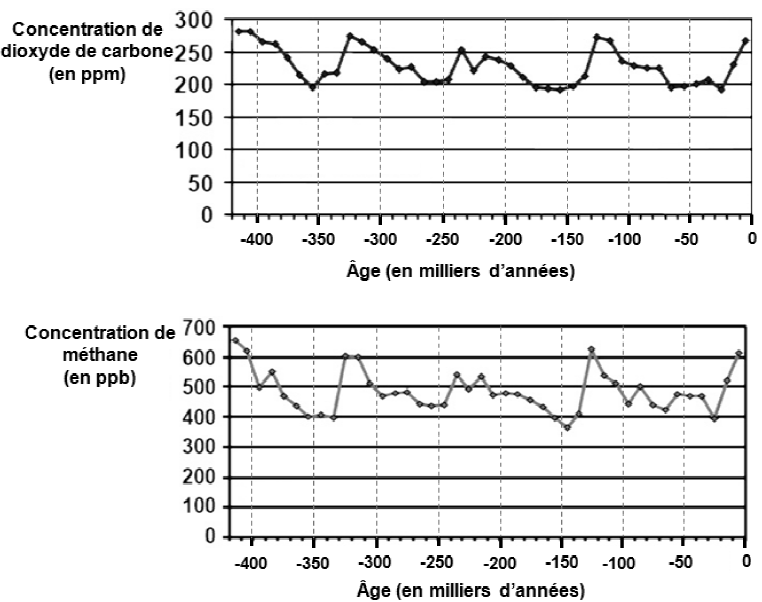 Concentration de
dioxyde de carbone
(en ppm)
300
250
200
150
100
50
0
-400 -350 -300 -250 -200 -150 -100 -50 0
Âge (en milliers d’années)
Concentration de
méthane
(en ppb)
700
600
500
400
300
200
100
0
-400 -350 -300 -250 -200 -150 -100 -50 0
Âge (en milliers d’années)